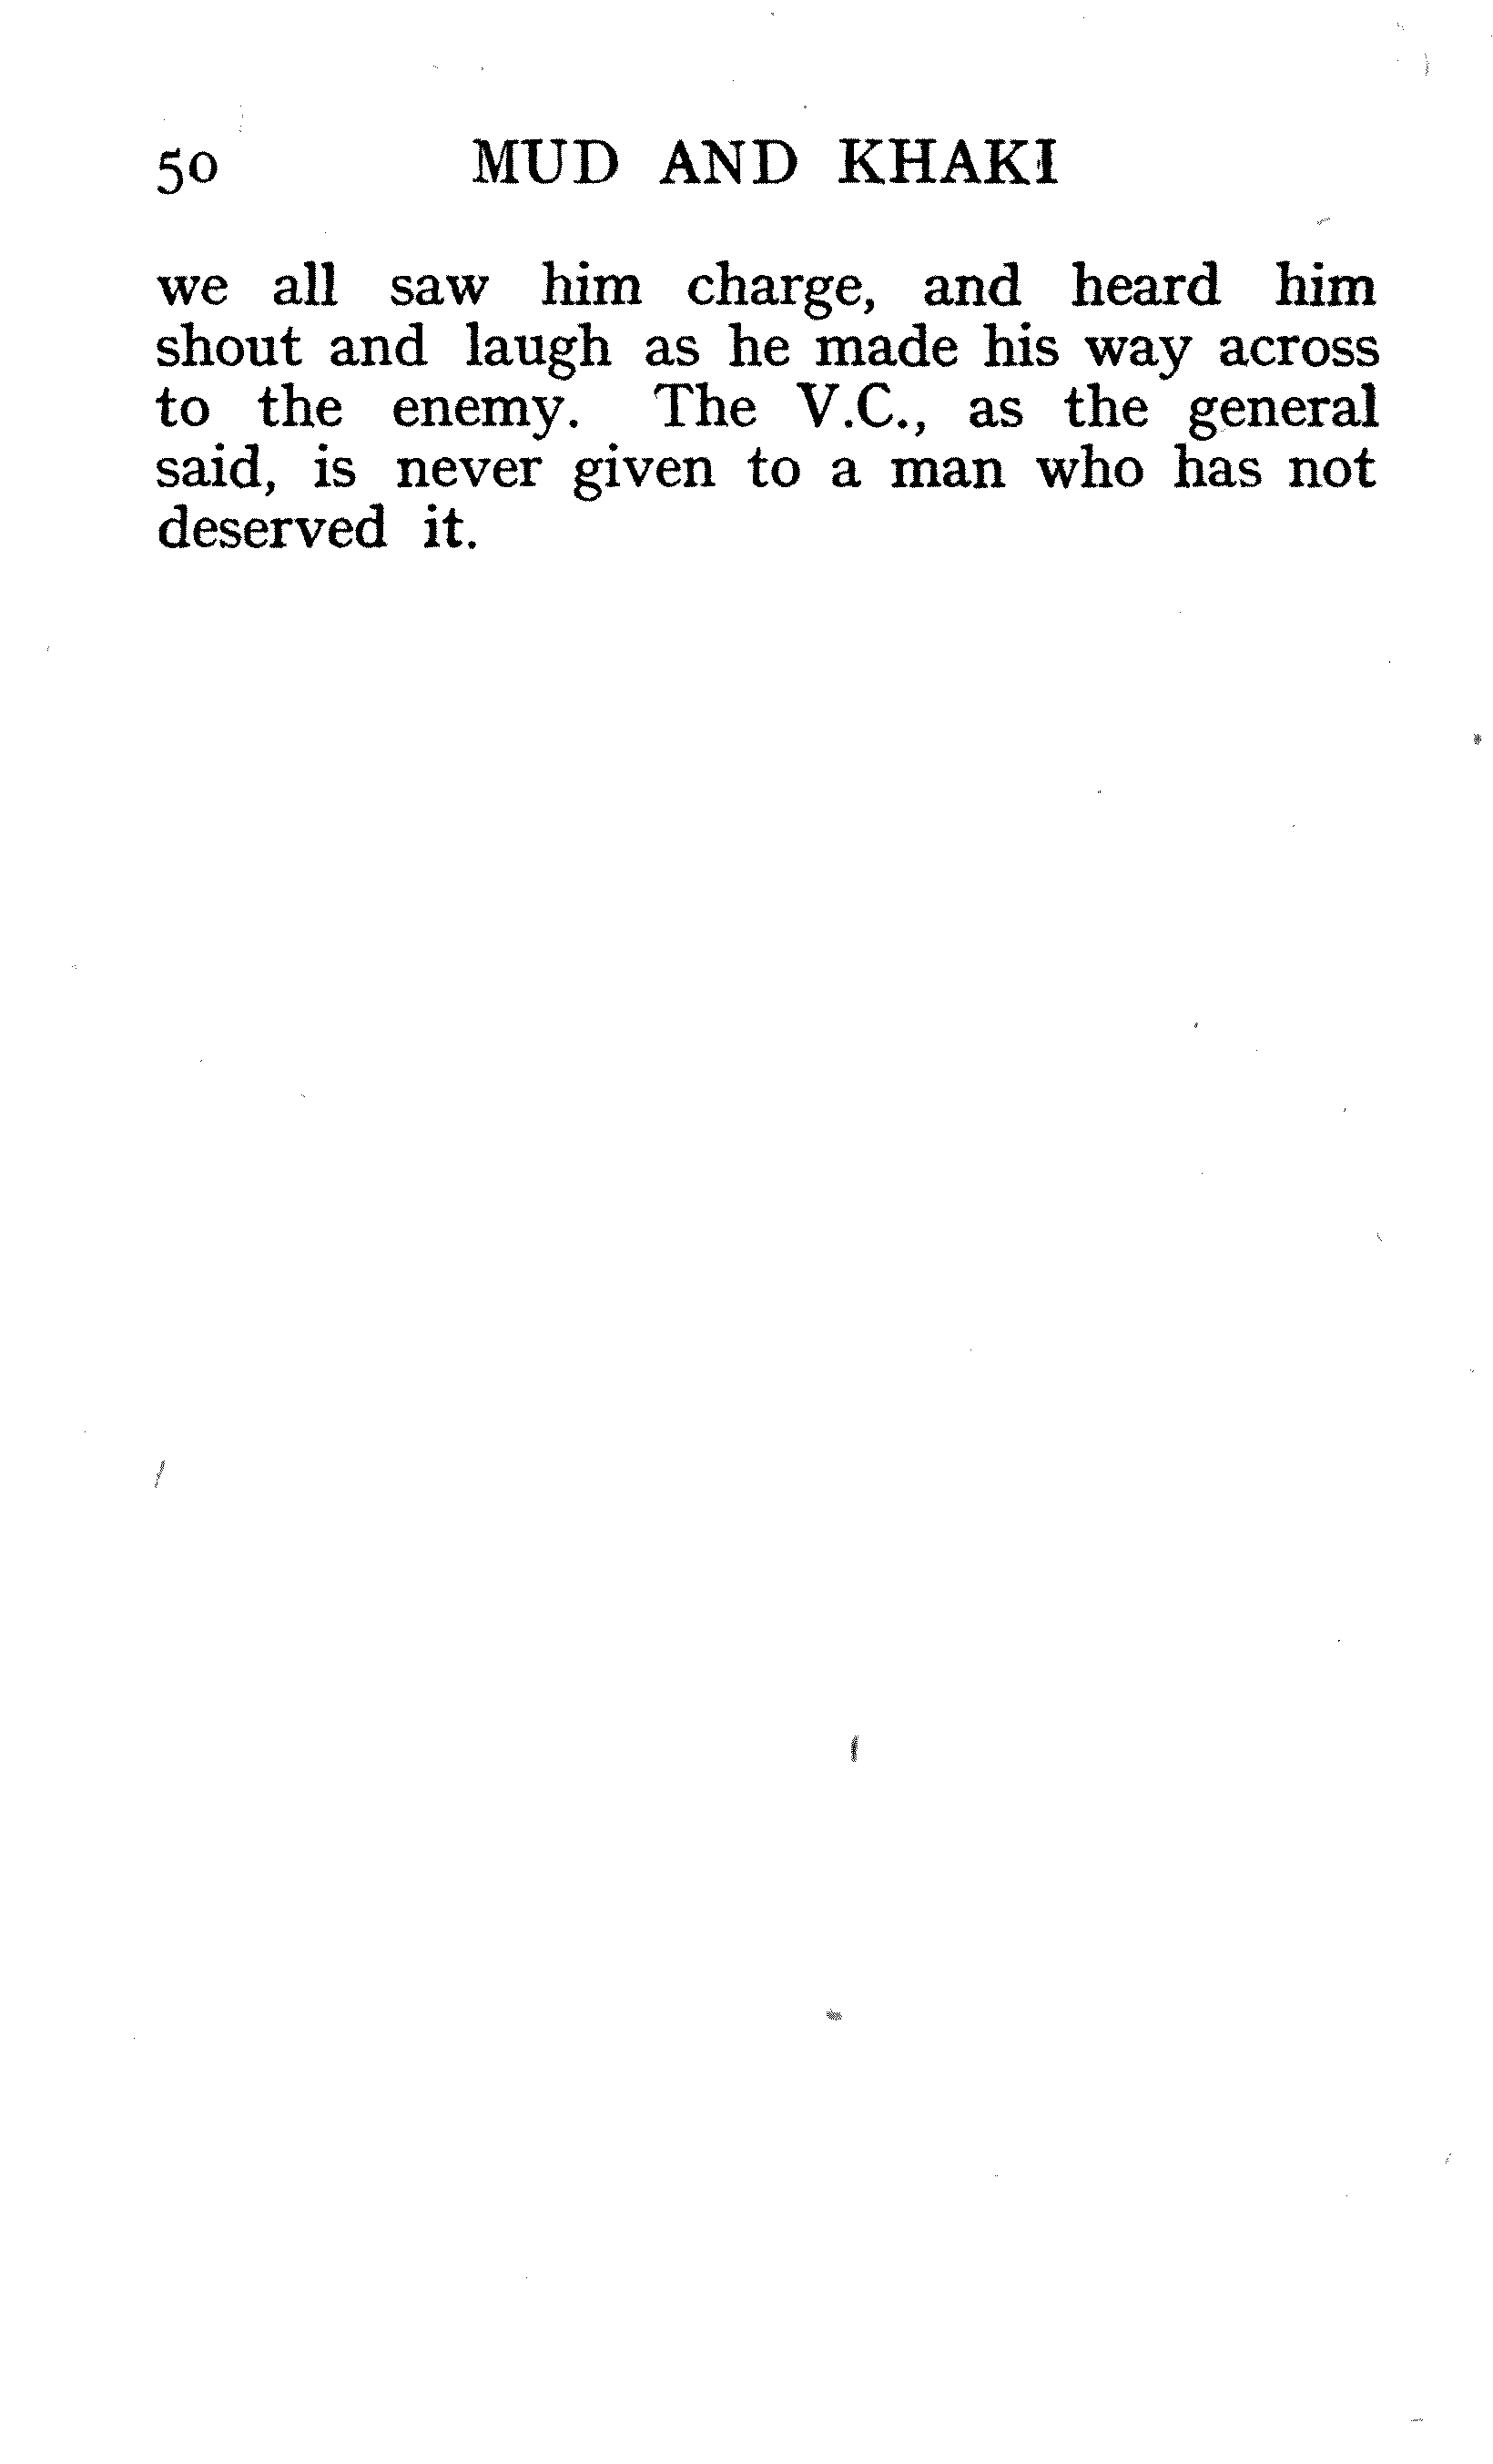 50 MUD AND KHAKI
we all saw him charge, and heard him
shout and laugh as he made his way across
to the enemy. The V.C., as the general
said, is never given to a man who has not
deserved it.